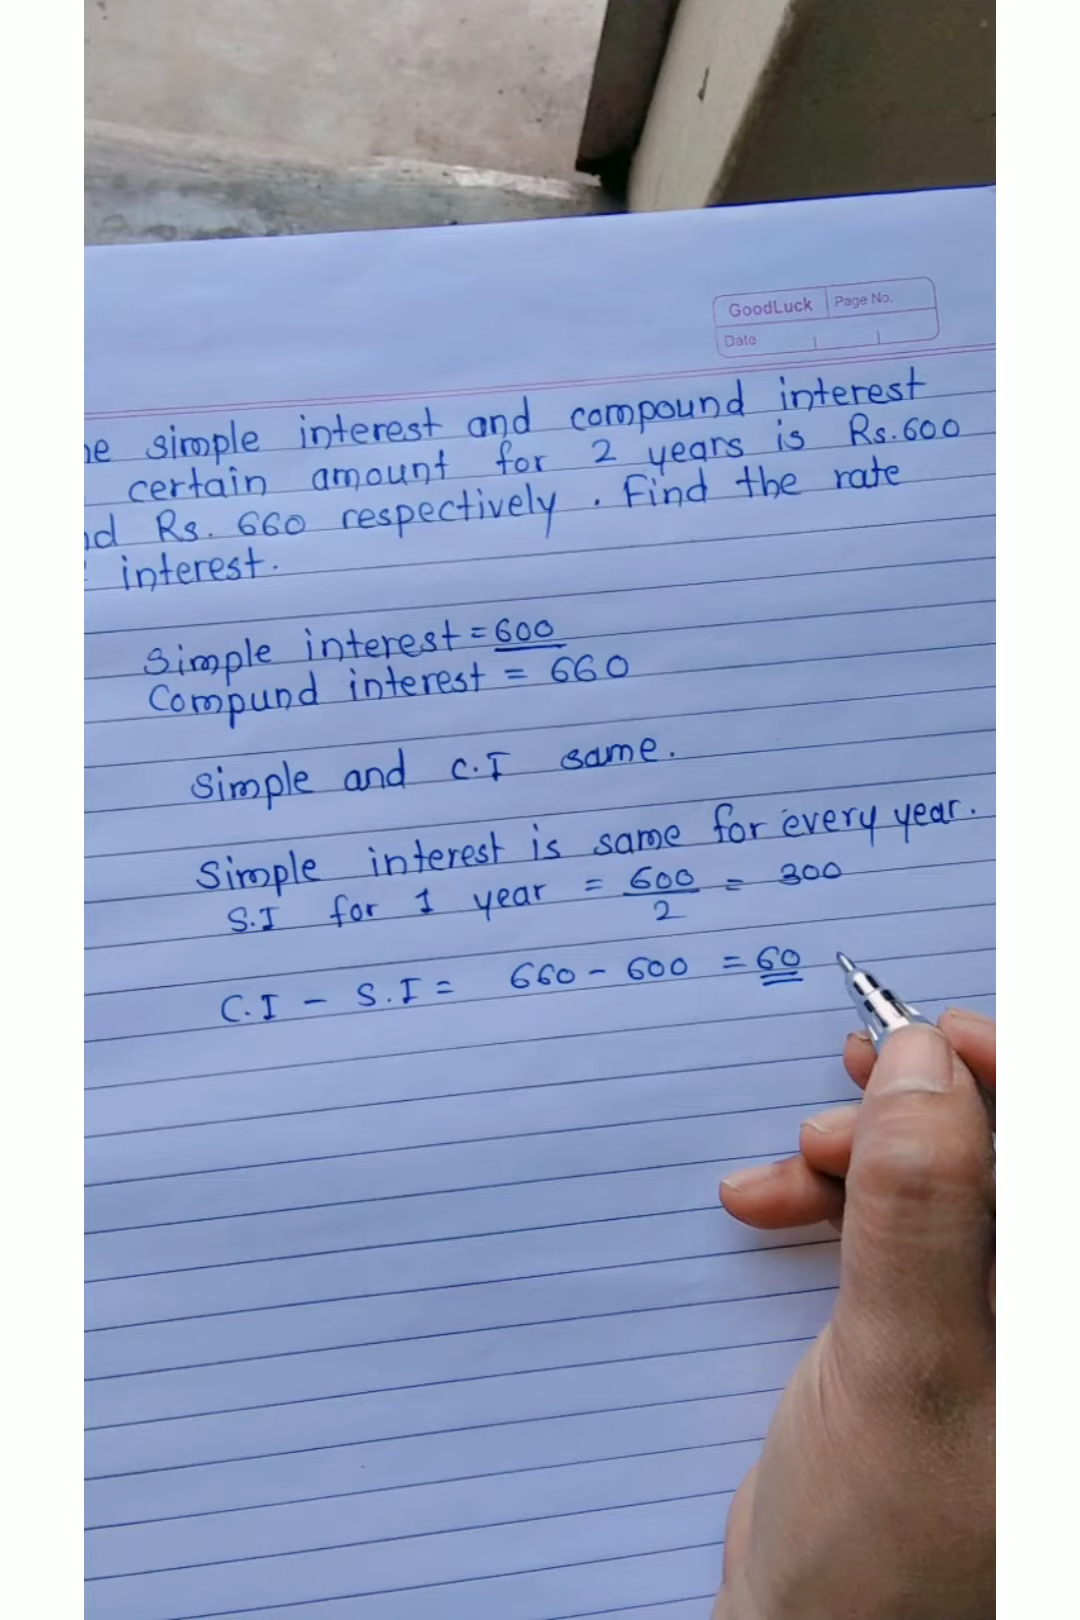 GoodLuck Page No.
Date
simple interest and compound interest
certain amount for 2 years is Rs.600
Rs. 660 respectively. Find the rate
interest.
Simple interest = 600
Compund interest = 660
Simple and C.I same.
Simple interest is same for every year.
S.I for 1 year = 600/2 = 300
C.I - S.I = 660 - 600 = 60